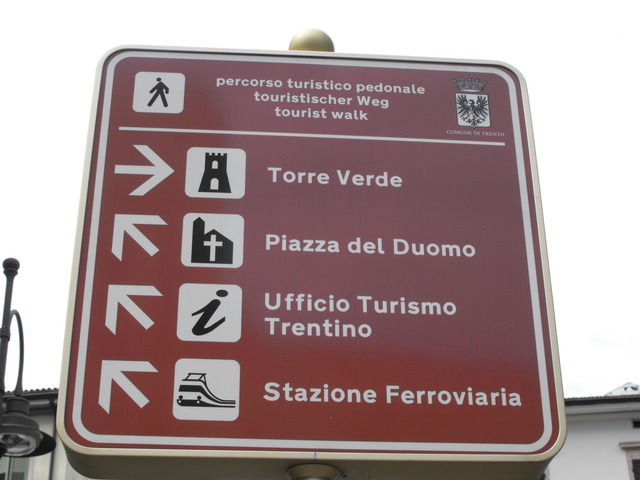 percorso turistico pedonale
touristischer Weg
tourist walk
COMUNE DI TRENTO
Torre Verde
Piazza del Duomo
i
Ufficio Turismo
Trentino
Stazione Ferroviaria